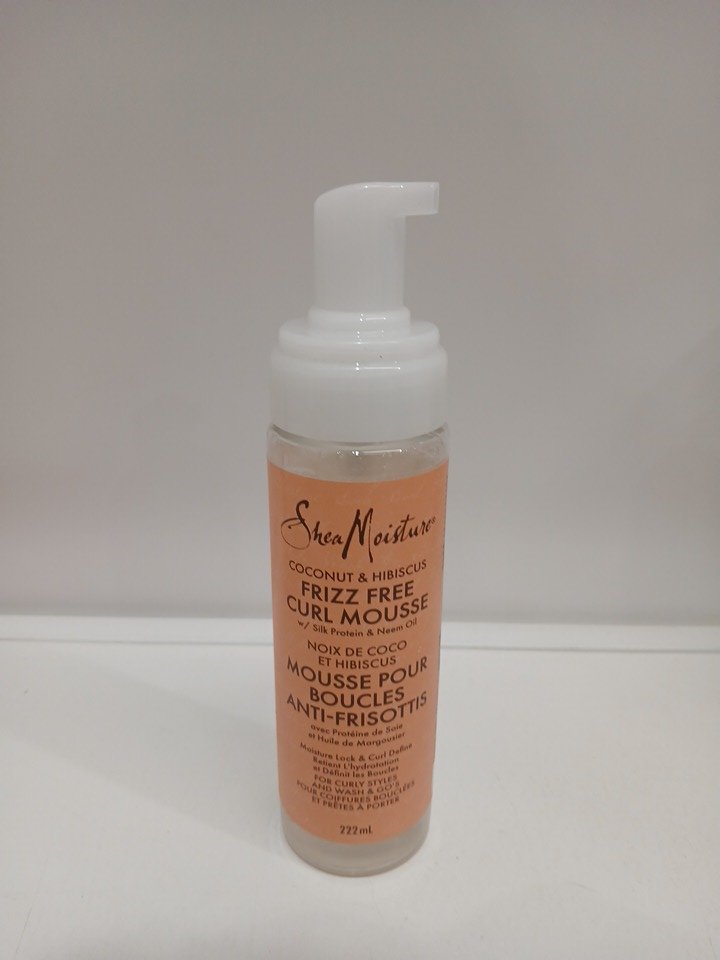 SheaMoisture®
COCONUT & HIBISCUS
FRIZZ FREE
CURL MOUSSE
w/ Silk Protein & Neem Oil
NOIX DE COCO
ET HIBISCUS
MOUSSE POUR
BOUCLES
ANTI-FRISOTTIS
avec Protéine de Soie
et Huile de Margousier
Moisture Lock & Curl Define
Retient L'hydratation
et Définit les Boucles
FOR CURLY STYLES
AND WASH & GO'S
POUR COIFFURES BOUCLÉES
ET PRÊTES À PORTER
222 mL